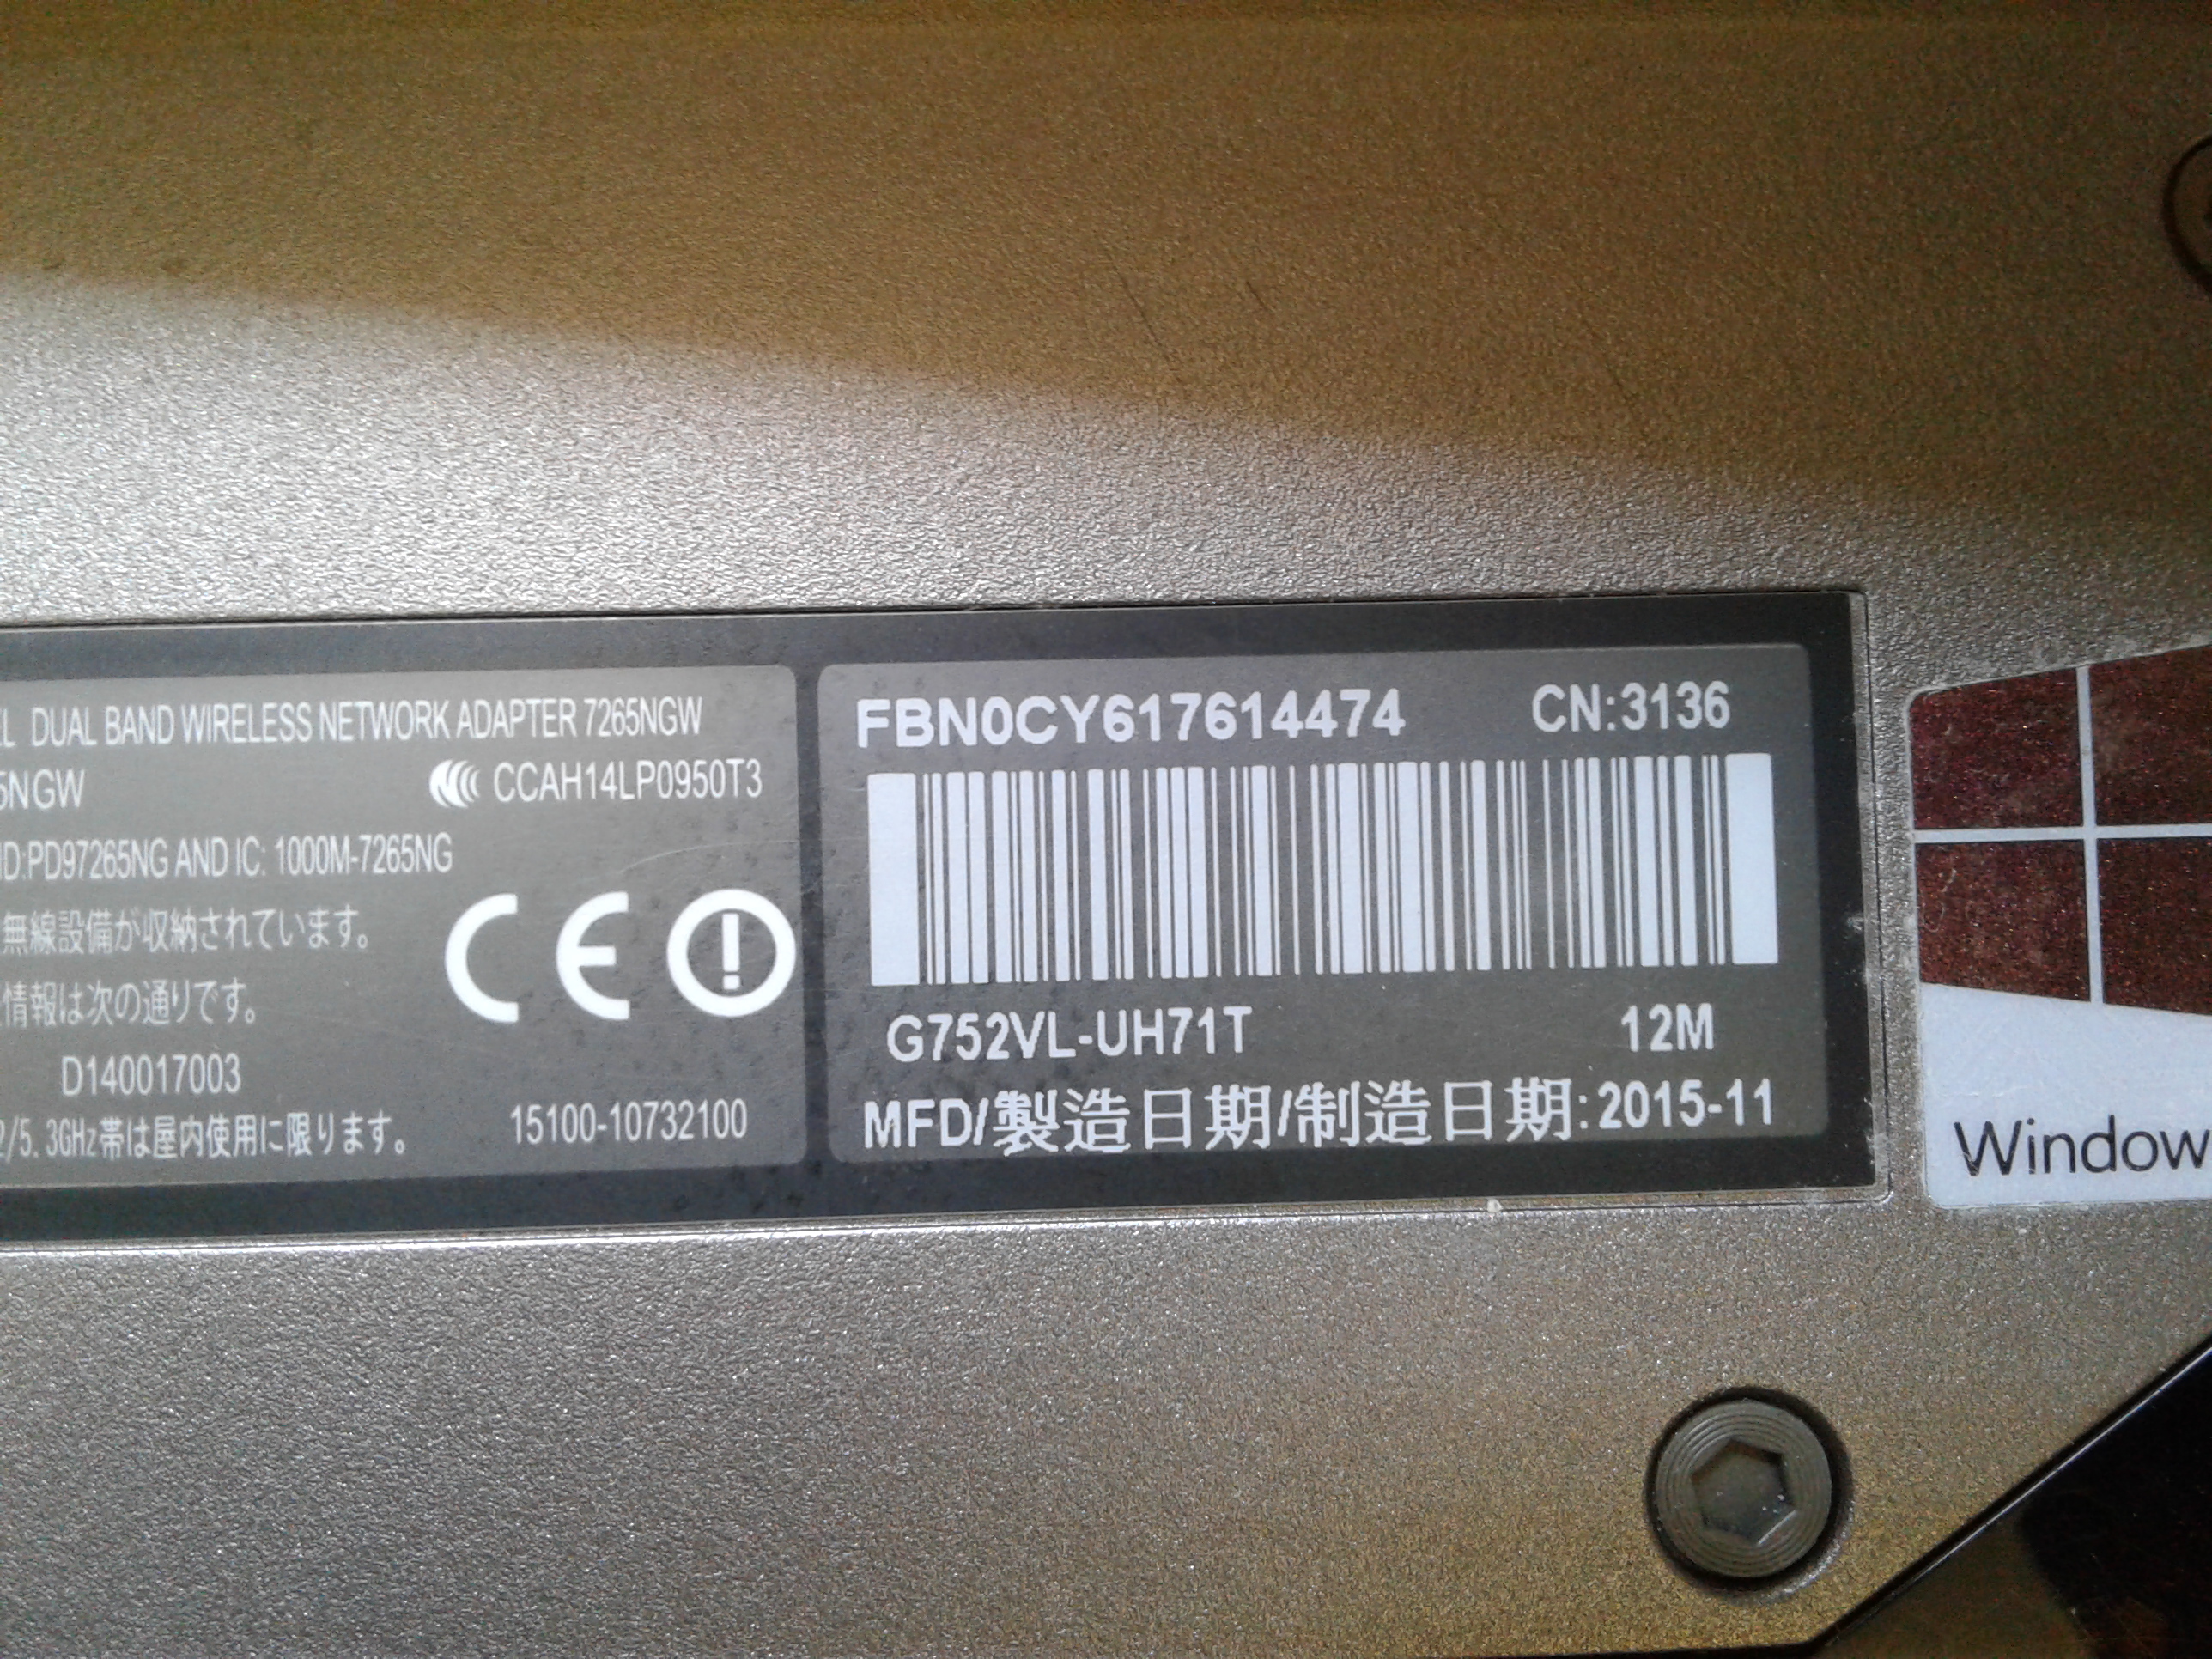 DUAL BAND WIRELESS NETWORK ADAPTER 7265NGW
5NGW CCAH14LP0950T3
ID:PD97265NG AND IC: 1000M-7265NG
無線設備が収納されています。
情報は次の通りです。
D140017003
2/5.3GHz帯は屋内使用に限ります。
CE
15100-10732100
FBN0CY617614474 CN:3136
G752VL-UH71T 12M
MFD/製造日期/制造日期:2015-11
Window